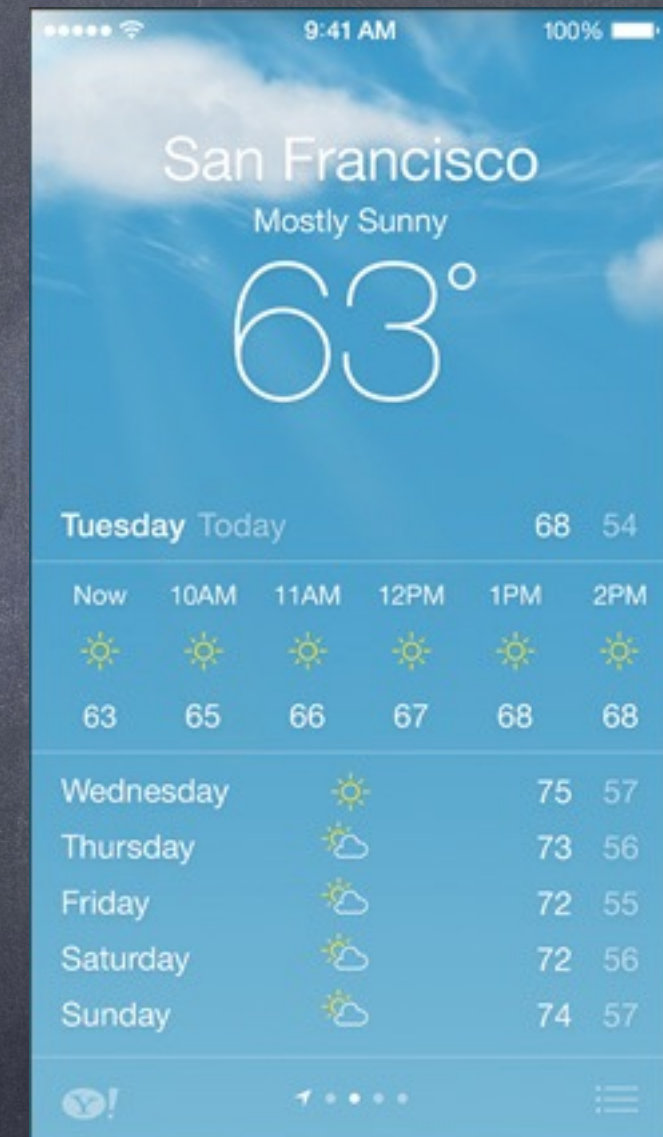 9:41 AM 100%
San Francisco
Mostly Sunny
63°
Tuesday Today 68 54
Now 10AM 11AM 12PM 1PM 2PM
63 65 66 67 68 68
Wednesday 75 57
Thursday 73 56
Friday 72 55
Saturday 72 56
Sunday 74 57
Y!